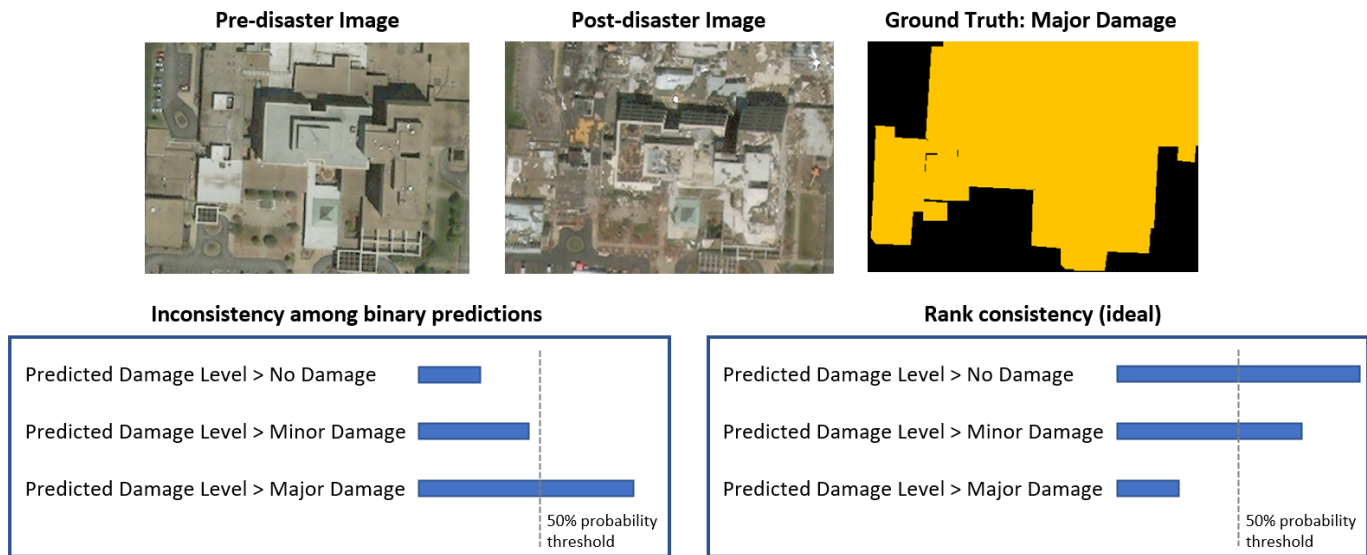 Pre-disaster Image
Post-disaster Image
Ground Truth: Major Damage
Inconsistency among binary predictions
Predicted Damage Level > No Damage
Predicted Damage Level > Minor Damage
Predicted Damage Level > Major Damage
50% probability
threshold
Rank consistency (ideal)
Predicted Damage Level > No Damage
Predicted Damage Level > Minor Damage
Predicted Damage Level > Major Damage
50% probability
threshold